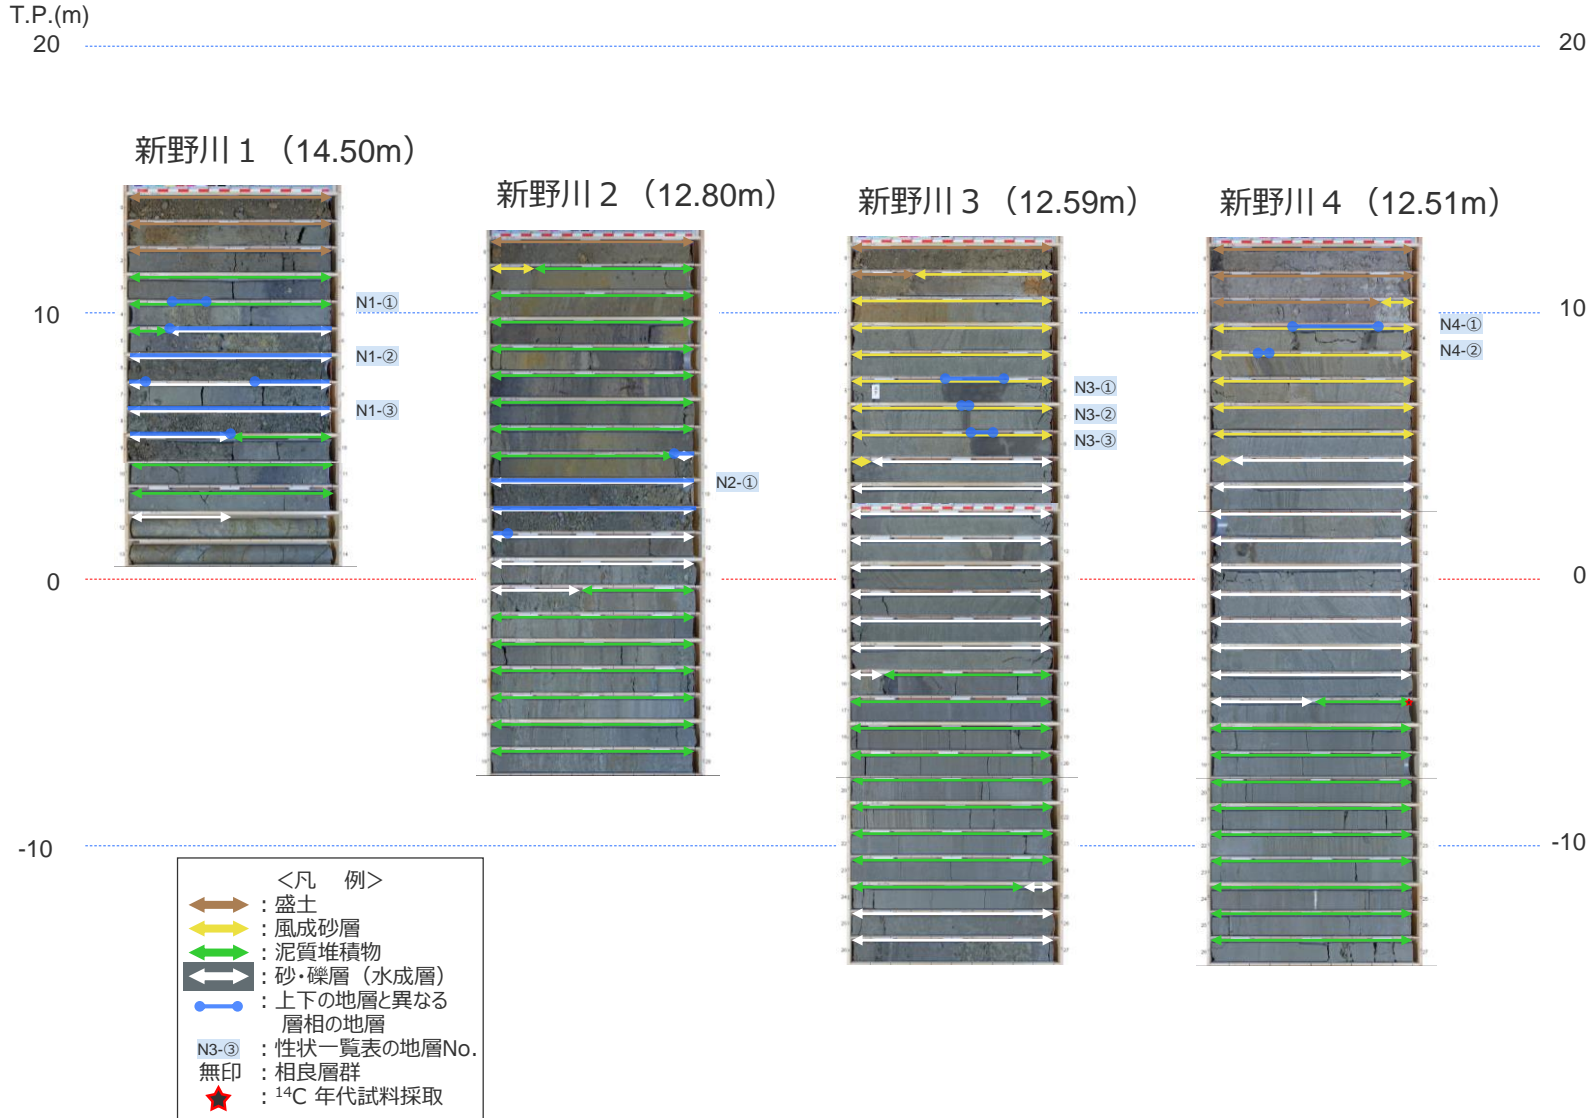 T.P.(m)
20
20
新野川１（14.50m）
新野川２（12.80m）
新野川３（12.59m）
新野川４（12.51m）
N1-①
10
10
N4-①
N1-②
N4-②
N3-①
N1-③
N3-②
N3-③
N2-①
0
0
-10
-10
＜凡　例＞
：盛土
：風成砂層
：泥質堆積物
：砂・礫層（水成層）
：上下の地層と異なる
層相の地層
N3-③：性状一覧表の地層No.
無印：相良層群
：14C 年代試料採取